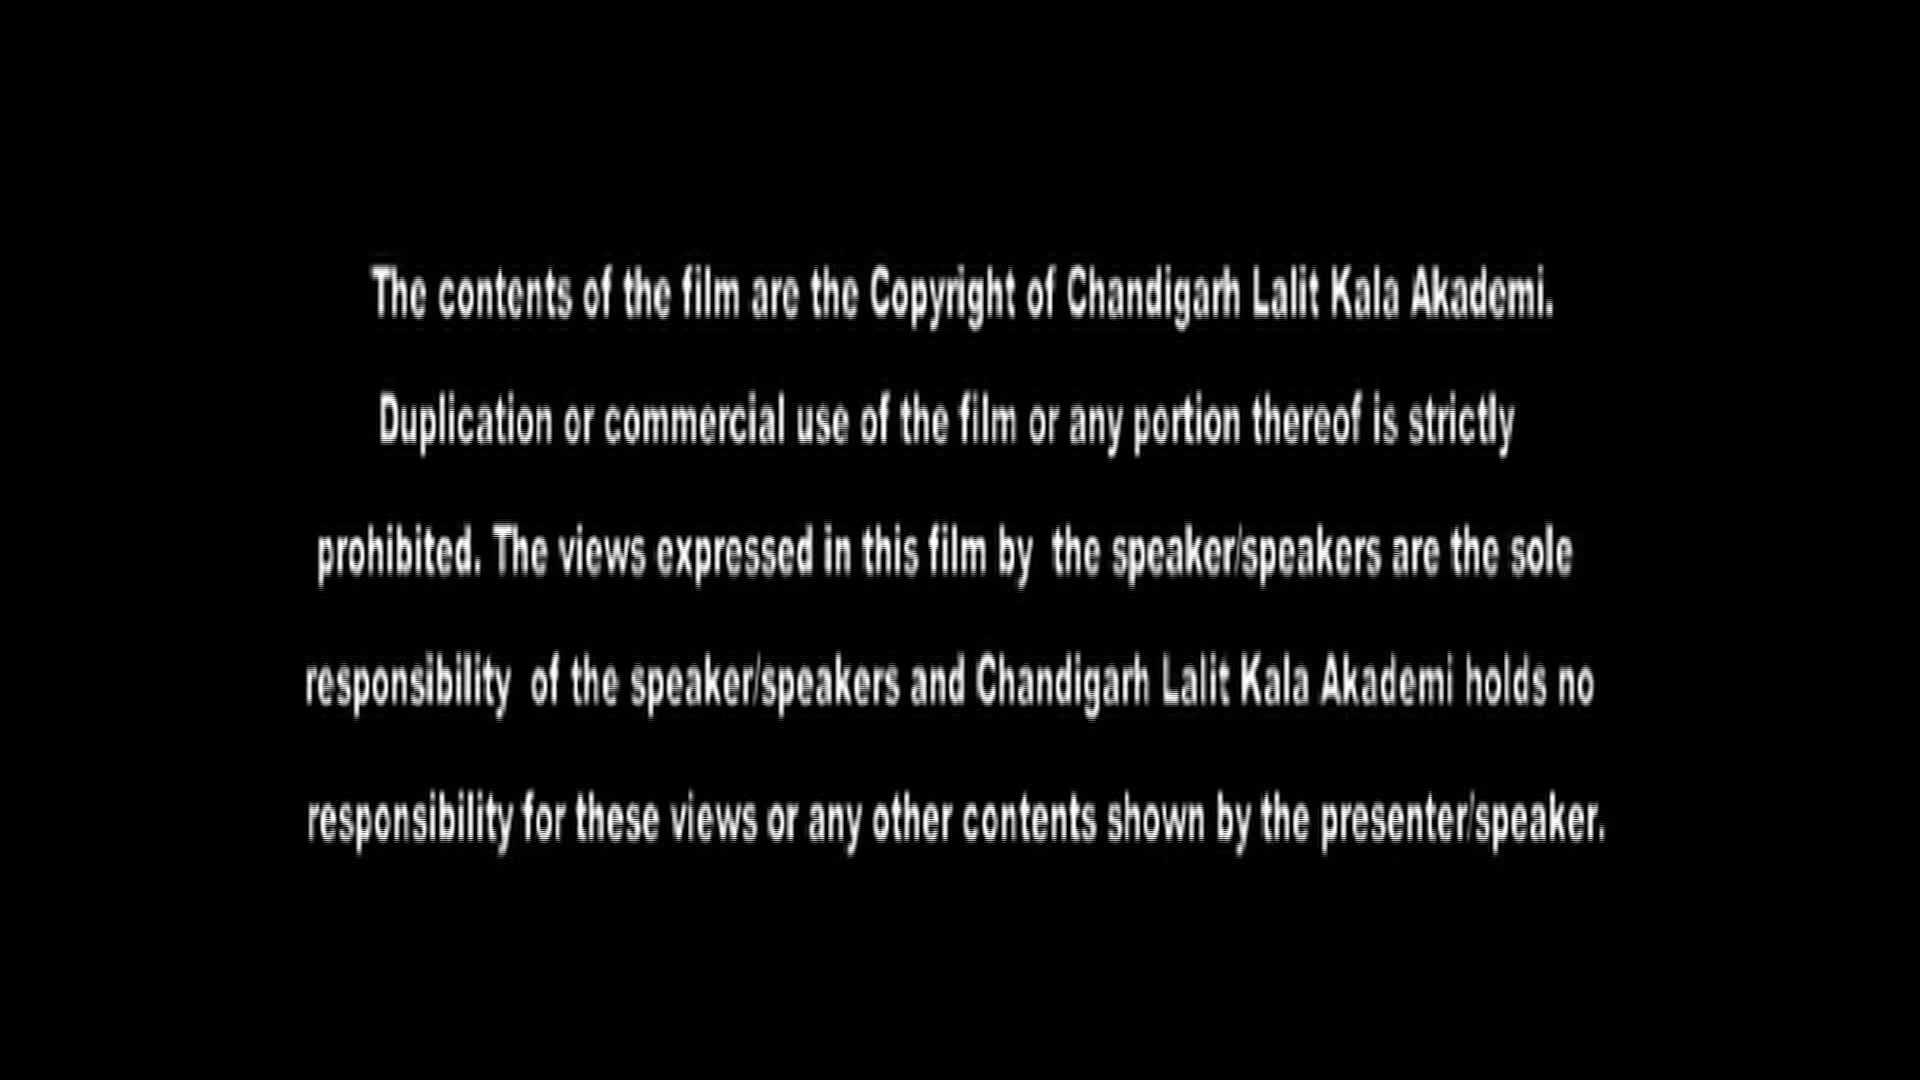 The contents of the film are the Copyright of Chandigarh Lalit Kala Akademi.
Duplication or commercial use of the film or any portion thereof is strictly
prohibited. The views expressed in this film by the speaker/speakers are the sole
responsibility of the speaker/speakers and Chandigarh Lalit Kala Akademi holds no
responsibility for these views or any other contents shown by the presenter/speaker.